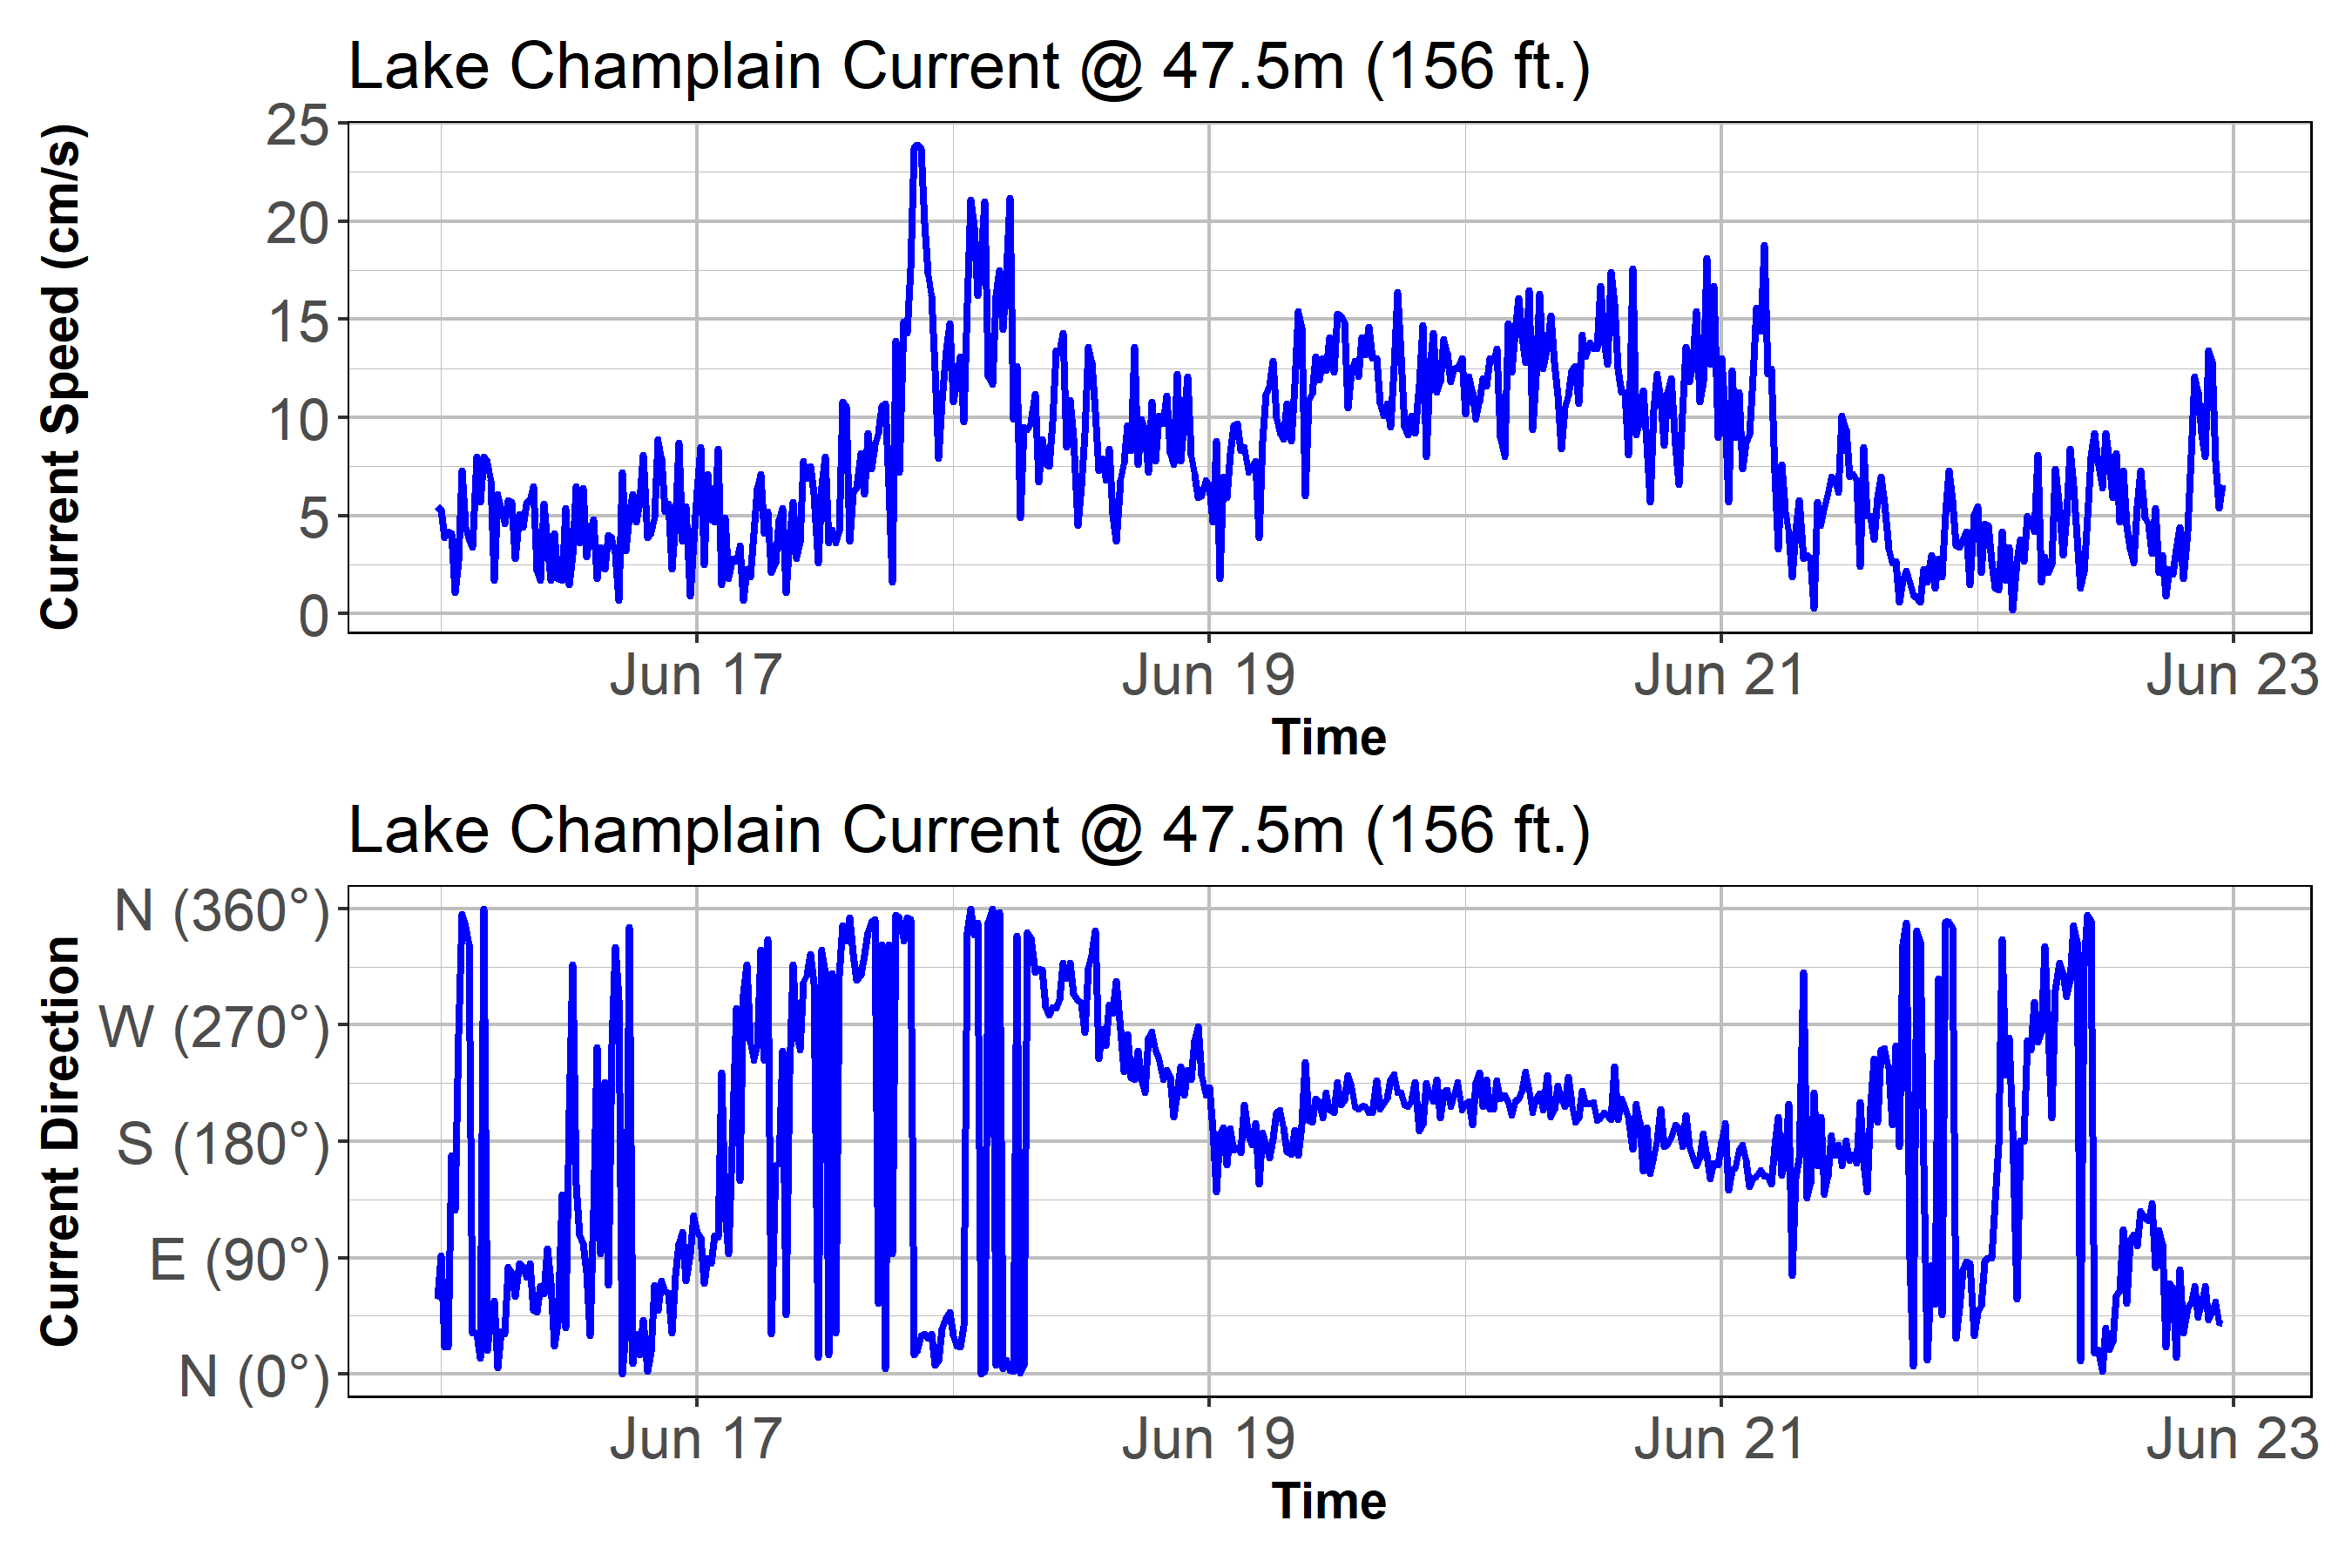 Lake Champlain Current @ 47.5m (156 ft.)
Current Speed (cm/s)
25
20
15
10
5
0
Jun 17 Jun 19 Jun 21 Jun 23
Time
Lake Champlain Current @ 47.5m (156 ft.)
Current Direction
N (360°)
W (270°)
S (180°)
E (90°)
N (0°)
Jun 17 Jun 19 Jun 21 Jun 23
Time